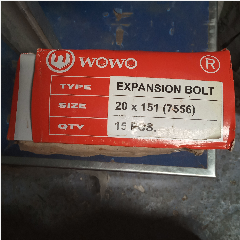 WOWO ®
TYPE EXPANSION BOLT
SIZE 20 x 151 (7556)
QTY 15 PCS.